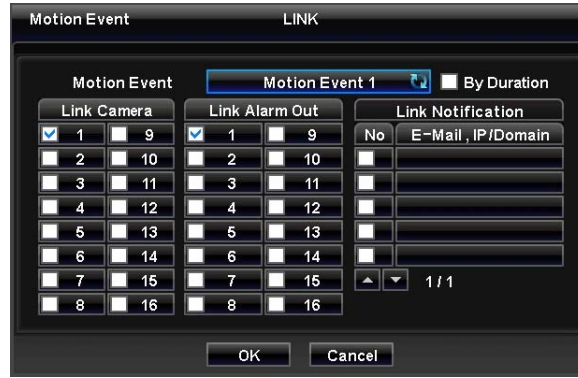 Motion Event LINK
Motion Event Motion Event 1 By Duration
Link Camera Link Alarm Out Link Notification
1 9 1 9 No E-Mail , IP/Domain
2 10 2 10
3 11 3 11
4 12 4 12
5 13 5 13
6 14 6 14
7 15 7 15 1/1
8 16 8 16
OK Cancel